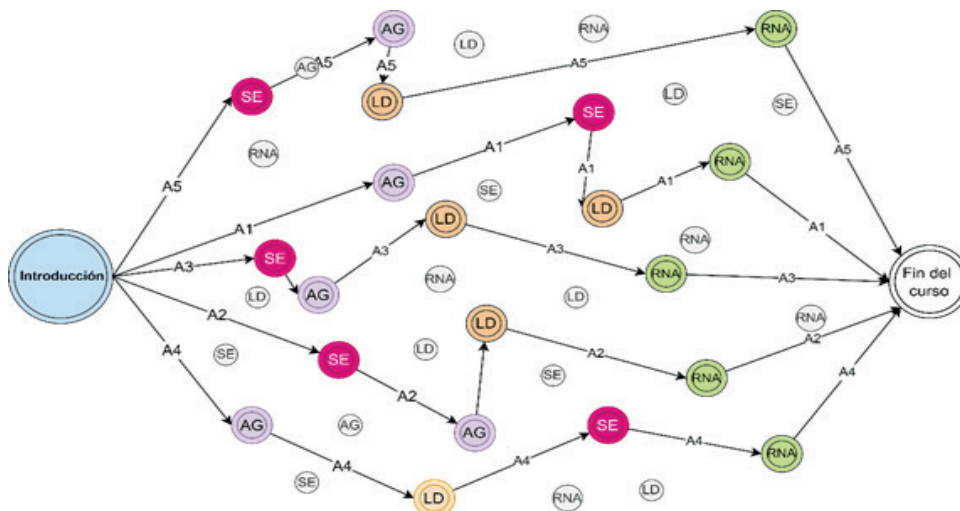 AG
LD
RNA
RNA
AG
A5
A5
LD
A5
SE
LD
SE
SE
RNA
A1
A1
RNA
A5
A5
AG
SE
A1
LD
A1
LD
A1
RNA
A3
A3
SE
A3
Introducción
RNA
RNA
A3
Fin del
curso
AG
LD
LD
A2
LD
RNA
A4
SE
SE
LD
A2
A2
SE
RNA
A4
A2
AG
AG
SE
A4
RNA
A4
A4
SE
LD
RNA
LD